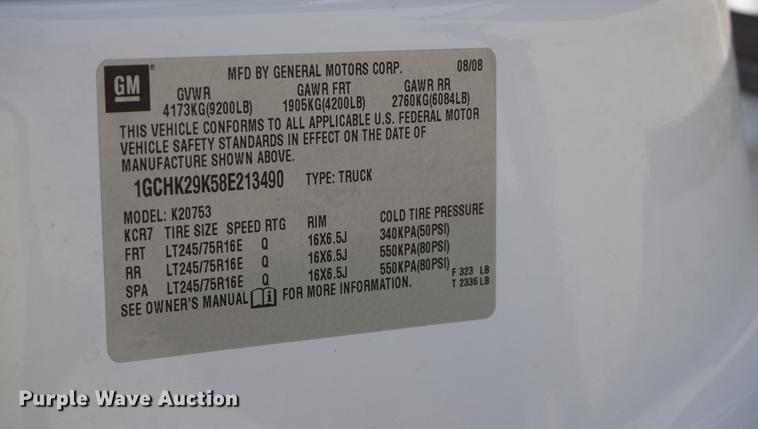 GM MFD BY GENERAL MOTORS CORP. 08/08
GVWR GAWR FRT GAWR RR
4173KG(9200LB) 1905KG(4200LB) 2760KG(6084LB)
THIS VEHICLE CONFORMS TO ALL APPLICABLE U.S. FEDERAL MOTOR
VEHICLE SAFETY STANDARDS IN EFFECT ON THE DATE OF
MANUFACTURE SHOWN ABOVE.
1GCHK29K58E213490 TYPE: TRUCK
MODEL: K20753
KCR7 TIRE SIZE SPEED RTG RIM COLD TIRE PRESSURE
FRT LT245/75R16E Q 16X6.5J 340KPA(50PSI)
RR LT245/75R16E Q 16X6.5J 550KPA(80PSI)
SPA LT245/75R16E Q 16X6.5J 550KPA(80PSI)
SEE OWNER'S MANUAL i FOR MORE INFORMATION.
F 323 LB
T 2336 LB
Purple Wave Auction